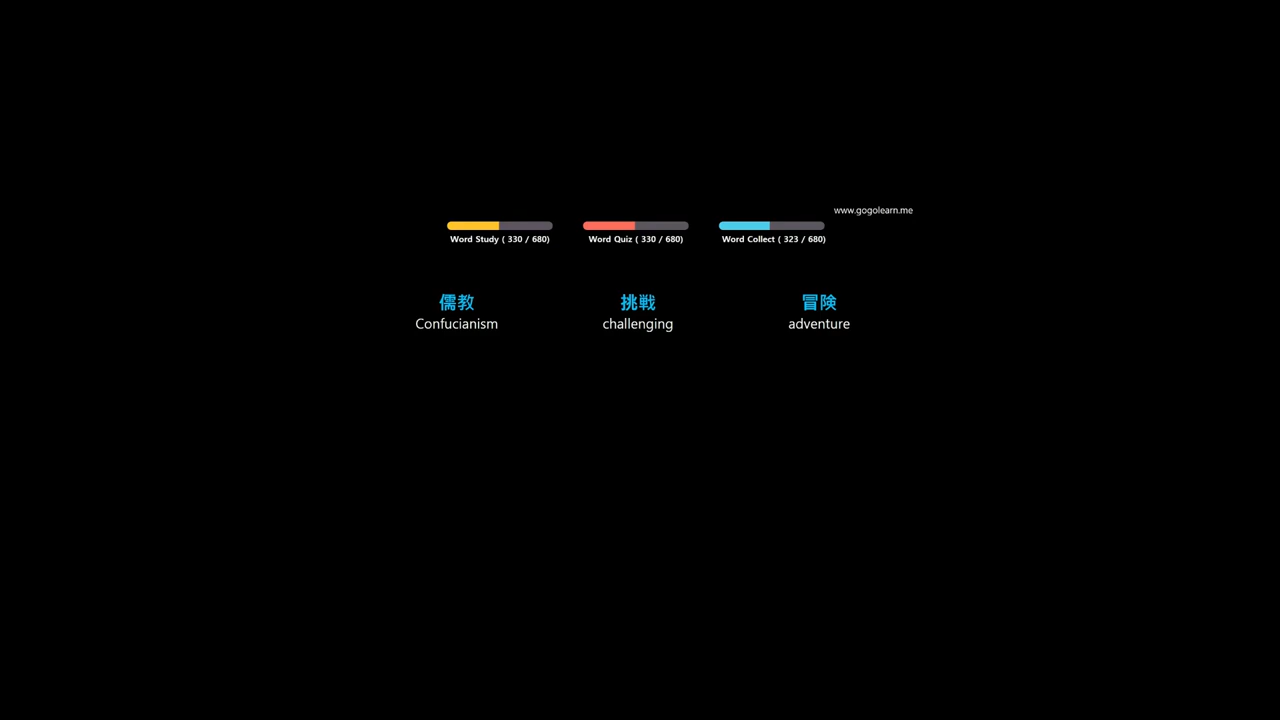 www.gogolearn.me
Word Study ( 330 / 680)
Word Quiz ( 330 / 680)
Word Collect ( 323 / 680)
儒教
Confucianism
挑戦
challenging
冒険
adventure